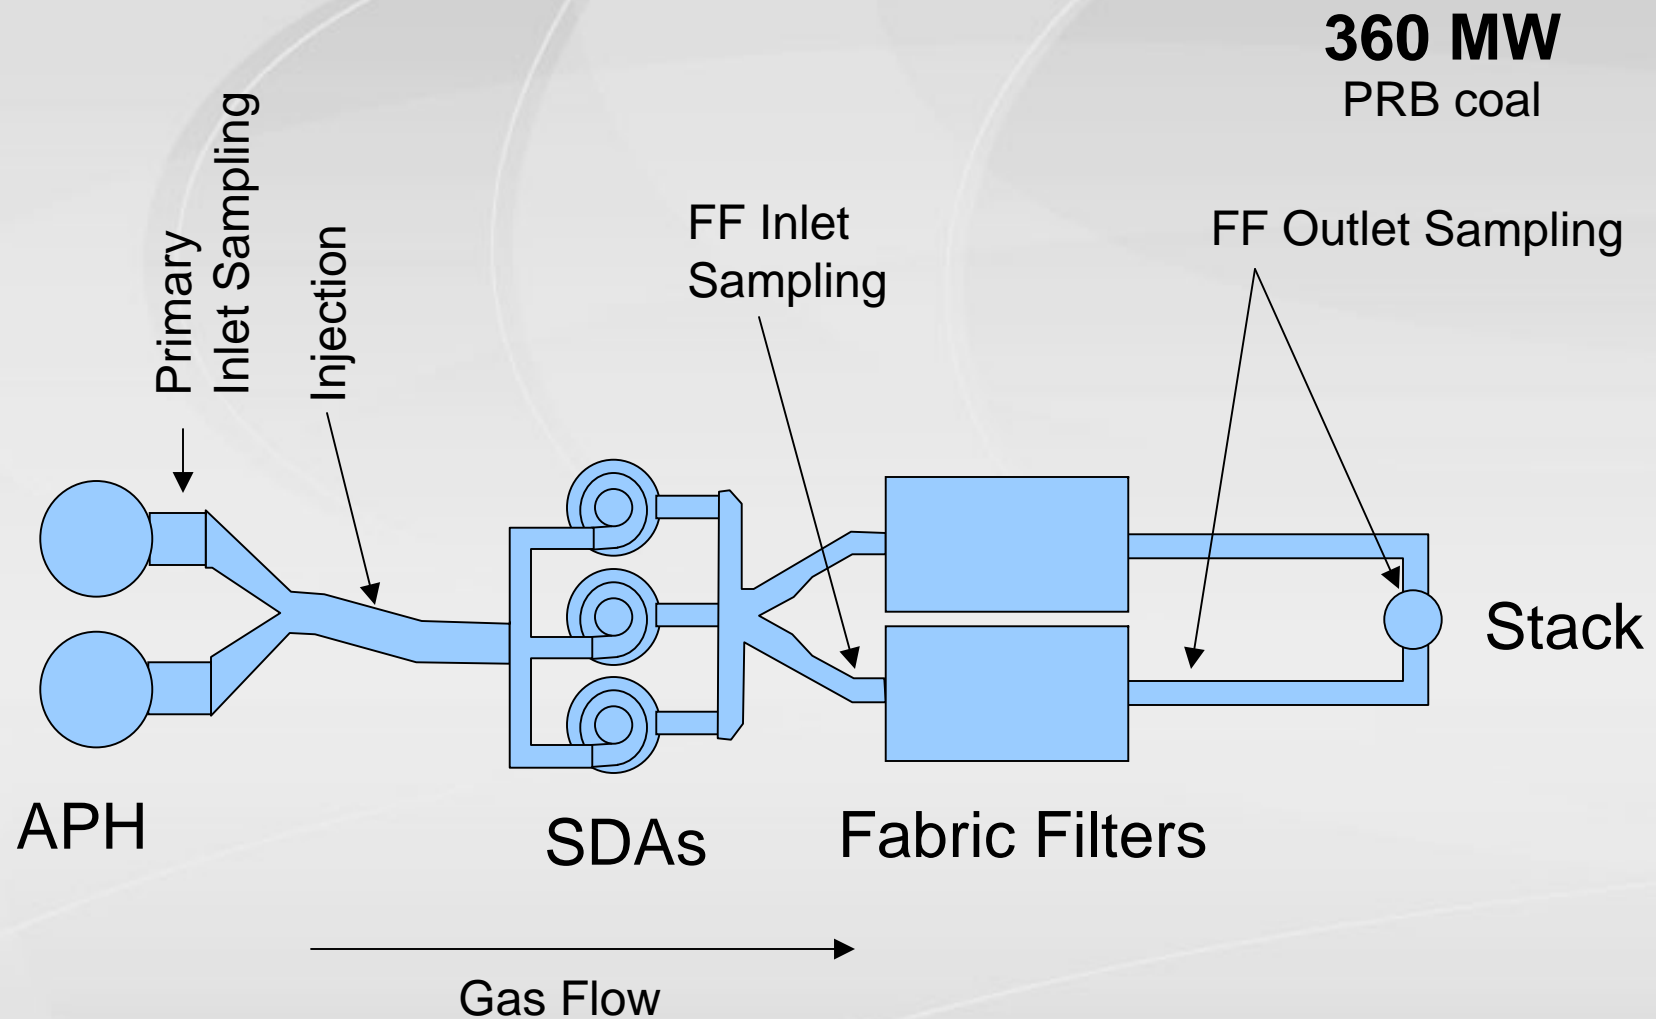 360 MW
PRB coal
Primary
Inlet Sampling
Injection
FF Inlet
Sampling
FF Outlet Sampling
Stack
APH
SDAs
Fabric Filters
Gas Flow